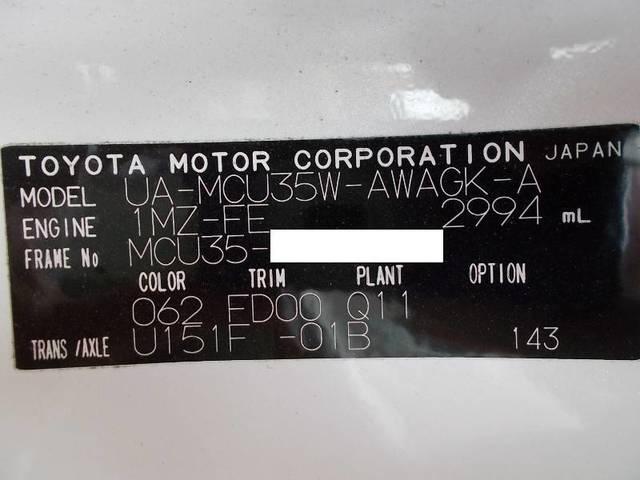 TOYOTA MOTOR CORPORATION JAPAN
MODEL UA-MCU35W-AWAGK-A
ENGINE 1MZ-FE 2994 mL
FRAME No MCU35-
COLOR TRIM PLANT OPTION
062 FD00 Q11
TRANS/AXLE U151F -01B 143